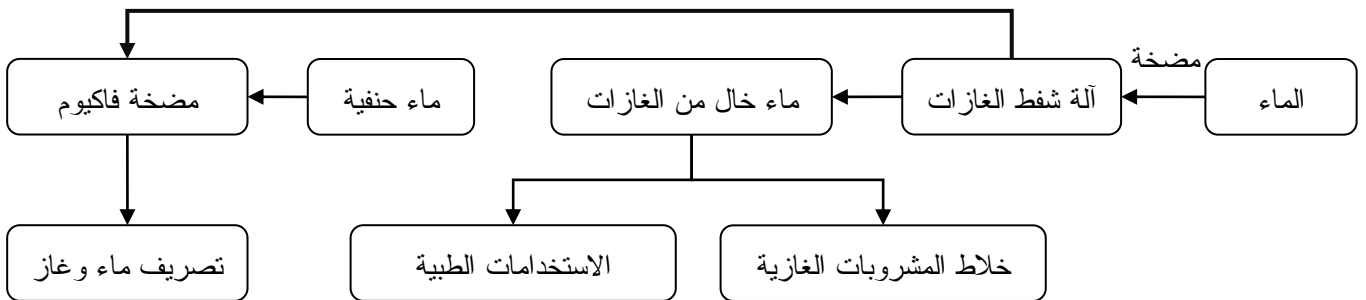 مضخة
الماء
آلة شفط الغازات
ماء خال من الغازات
ماء حنفية
مضخة فاكيوم
خلاط المشروبات الغازية
الاستخدامات الطبية
تصريف ماء وغاز